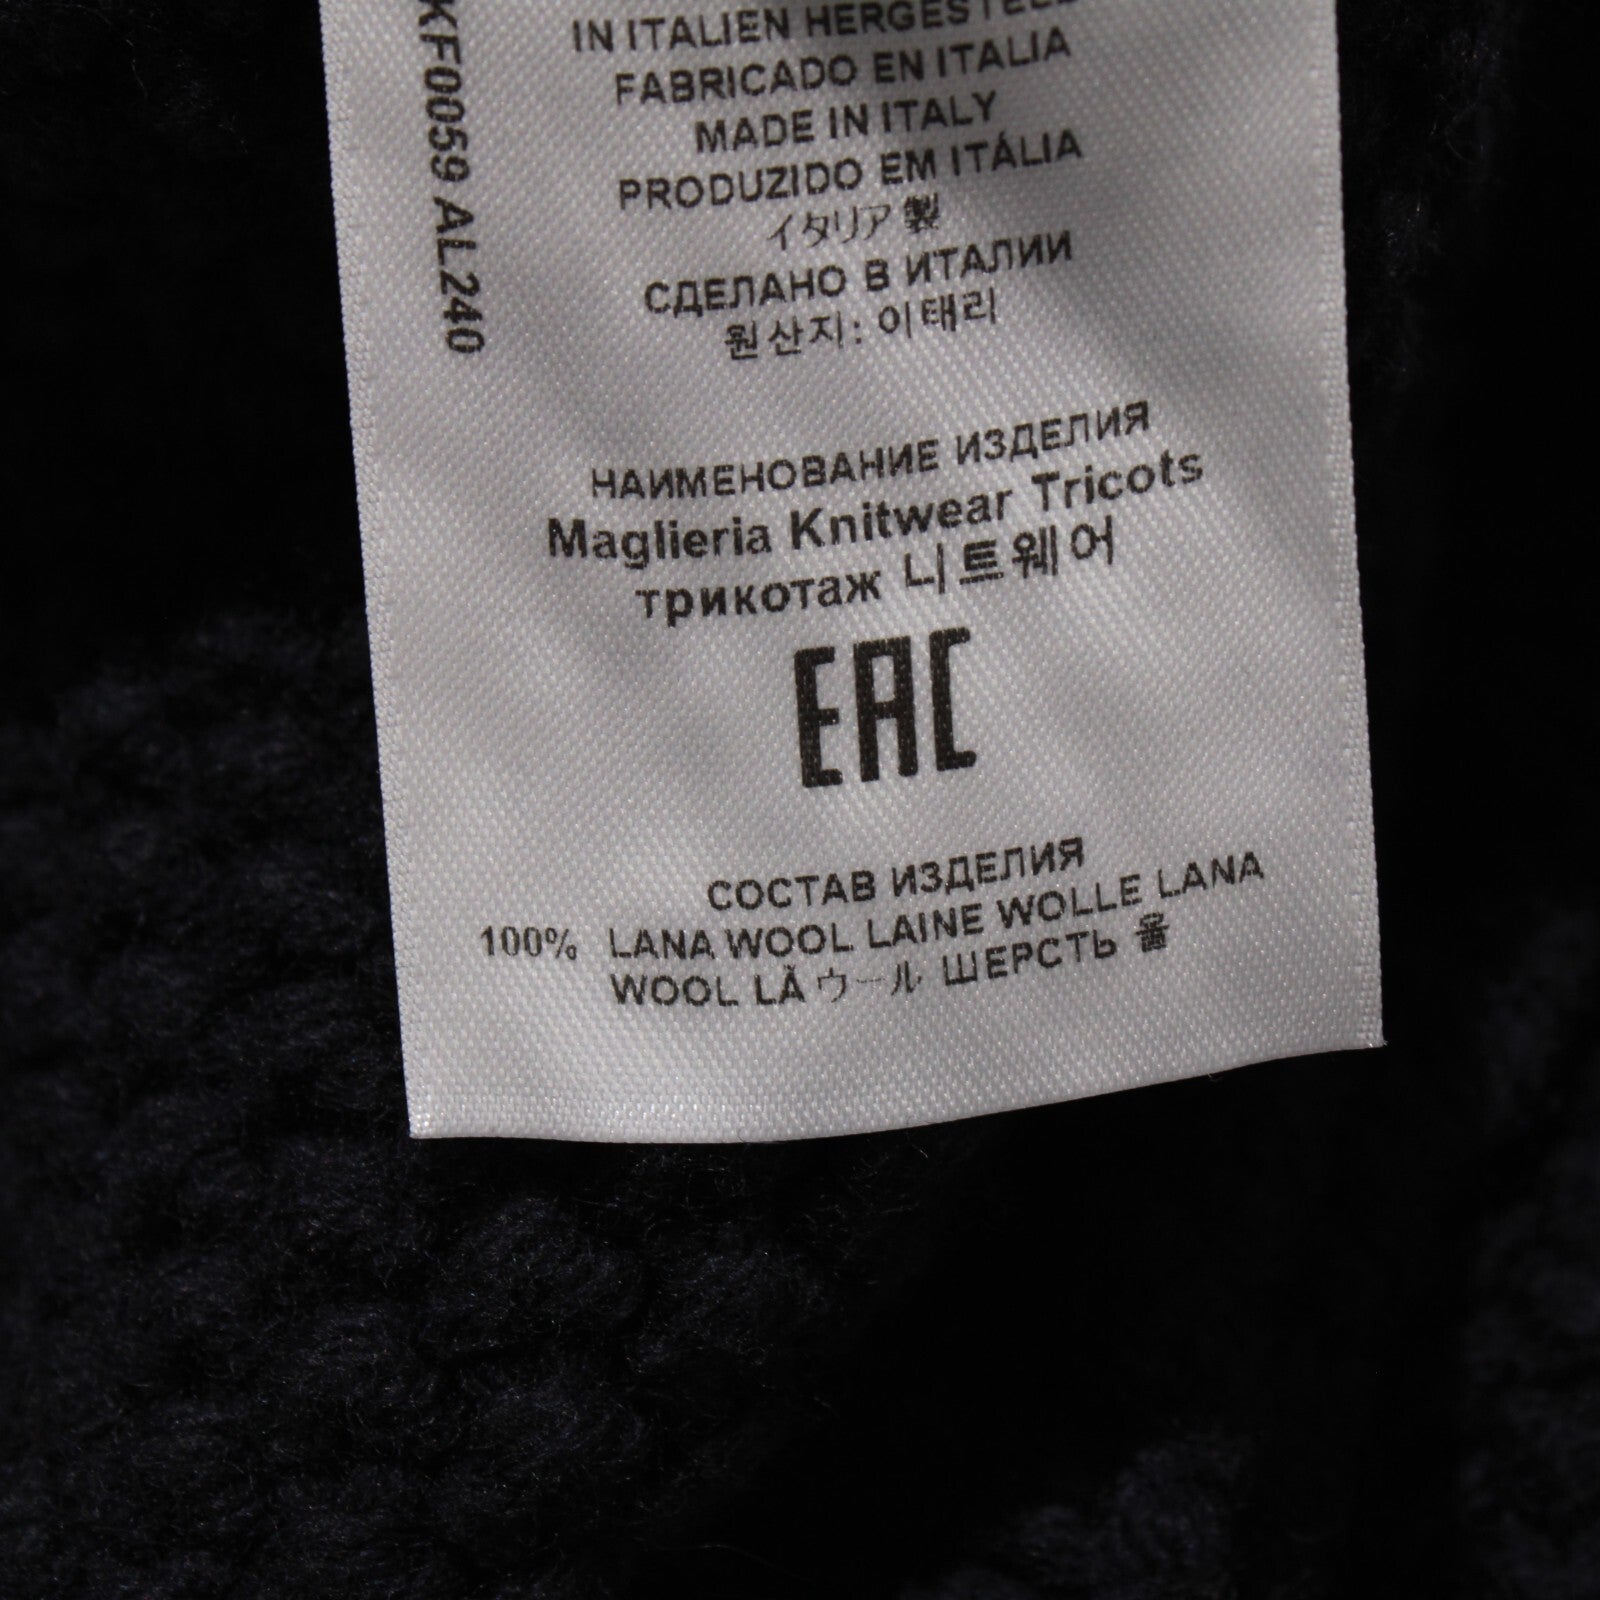 IN ITALIEN HERGESTELLT
FABRICADO EN ITALIA
MADE IN ITALY
PRODUZIDO EM ITÁLIA
イタリア製
СДЕЛАНО В ИТАЛИИ
원산지: 이태리
KF0059 AL240
НАИМЕНОВАНИЕ ИЗДЕЛИЯ
Maglieria Knitwear Tricots
трикотаж 니트웨어
EAC
СОСТАВ ИЗДЕЛИЯ
100% LANA WOOL LAINE WOLLE LANA
WOOL LÃ ウール ШЕРСТЬ 울